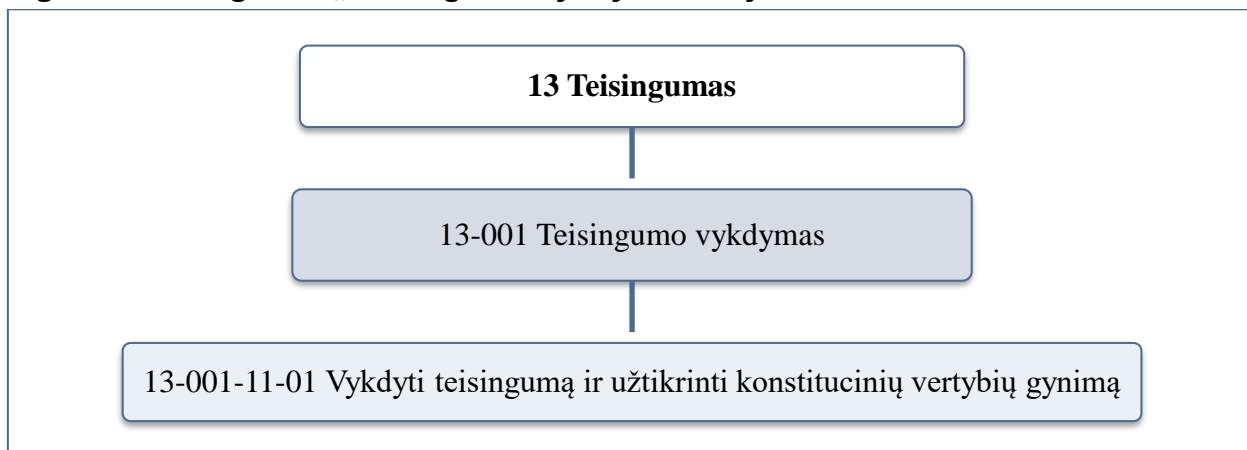 13 Teisingumas
13-001 Teisingumo vykdymas
13-001-11-01 Vykdyti teisingumą ir užtikrinti konstitucinių vertybių gynimą